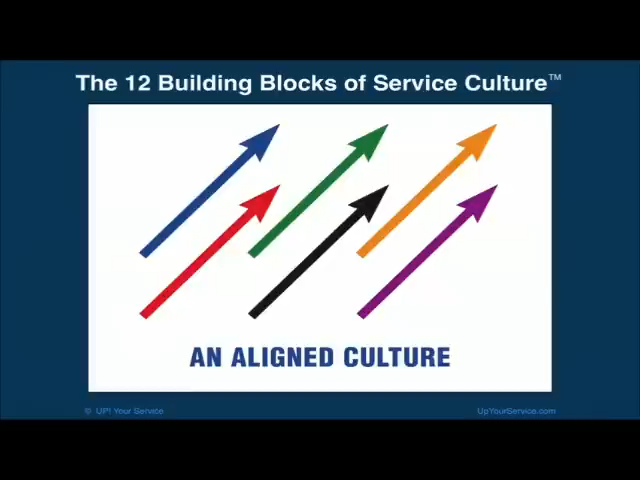 The 12 Building Blocks of Service Culture™
AN ALIGNED CULTURE
© UP! Your Service
UpYourService.com